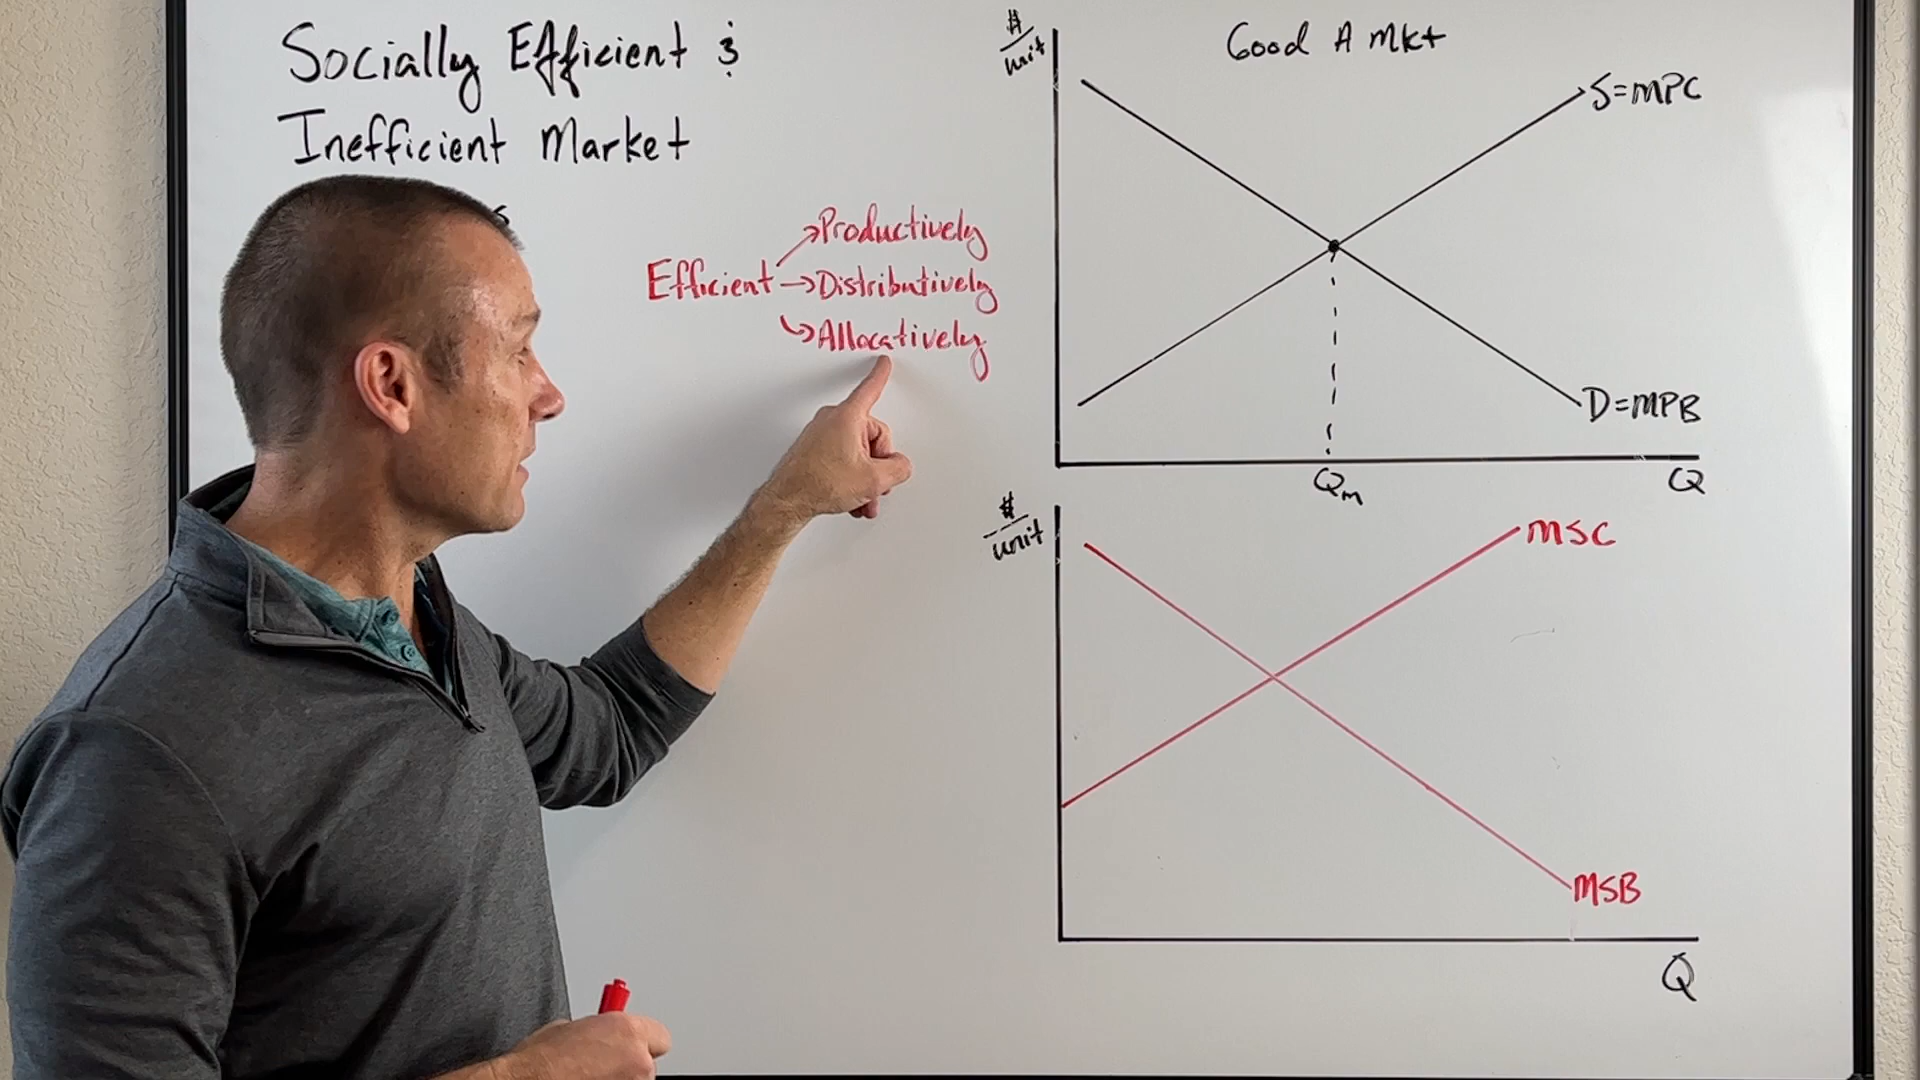 Socially Efficient &
Inefficient Market
Efficient
→Productively
→Distributively
→Allocatively
Good A Mkt
$/unit
S=MPC
D=MPB
Qm
Q
$/unit
MSC
MSB
Q